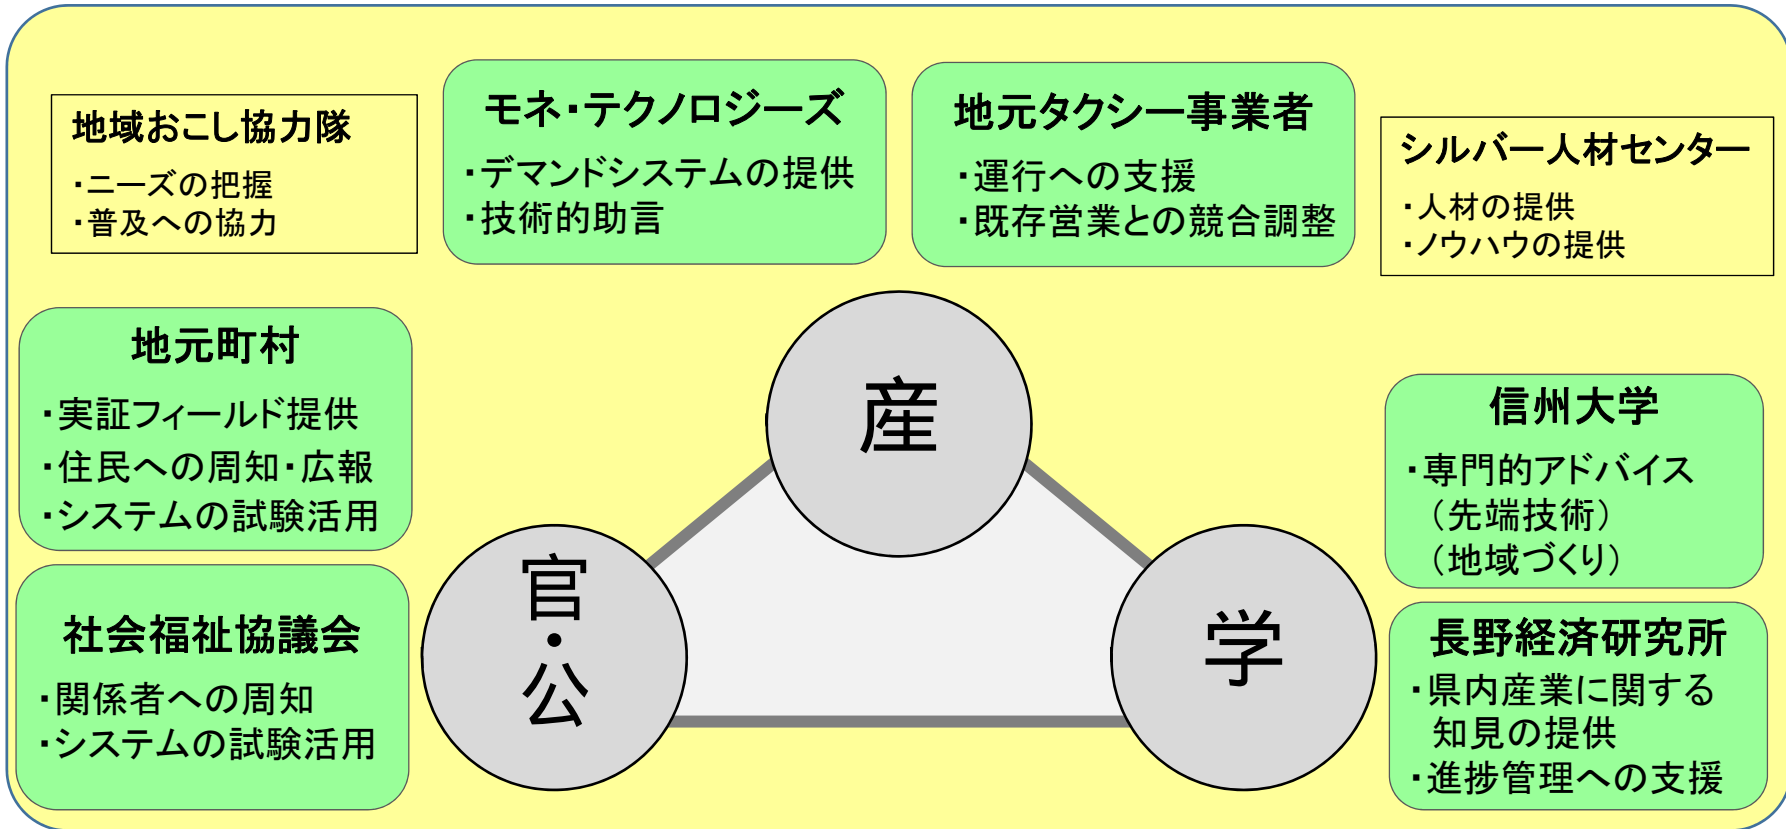 地域おこし協力隊
・ニーズの把握
・普及への協力
モネ・テクノロジーズ
・デマンドシステムの提供
・技術的助言
地元タクシー事業者
・運行への支援
・既存営業との競合調整
シルバー人材センター
・人材の提供
・ノウハウの提供
地元町村
・実証フィールド提供
・住民への周知・広報
・システムの試験活用
社会福祉協議会
・関係者への周知
・システムの試験活用
産
官・公
学
信州大学
・専門的アドバイス
（先端技術）
（地域づくり）
長野経済研究所
・県内産業に関する
知見の提供
・進捗管理への支援